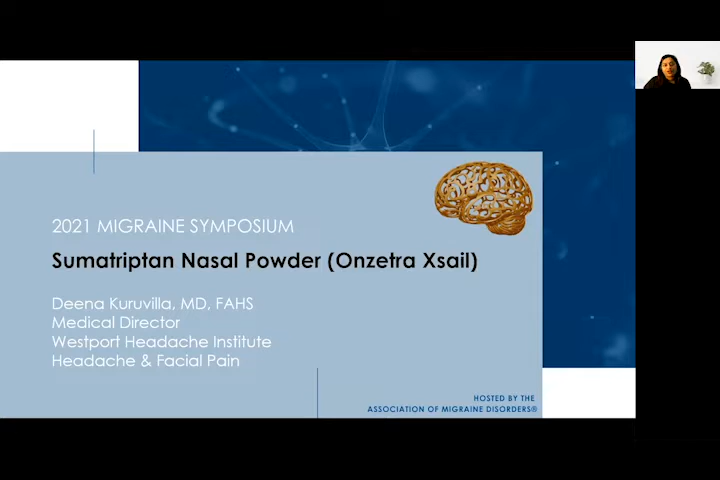 2021 MIGRAINE SYMPOSIUM
Sumatriptan Nasal Powder (Onzetra Xsail)
Deena Kuruvilla, MD, FAHS
Medical Director
Westport Headache Institute
Headache & Facial Pain
HOSTED BY THE
ASSOCIATION OF MIGRAINE DISORDERS®